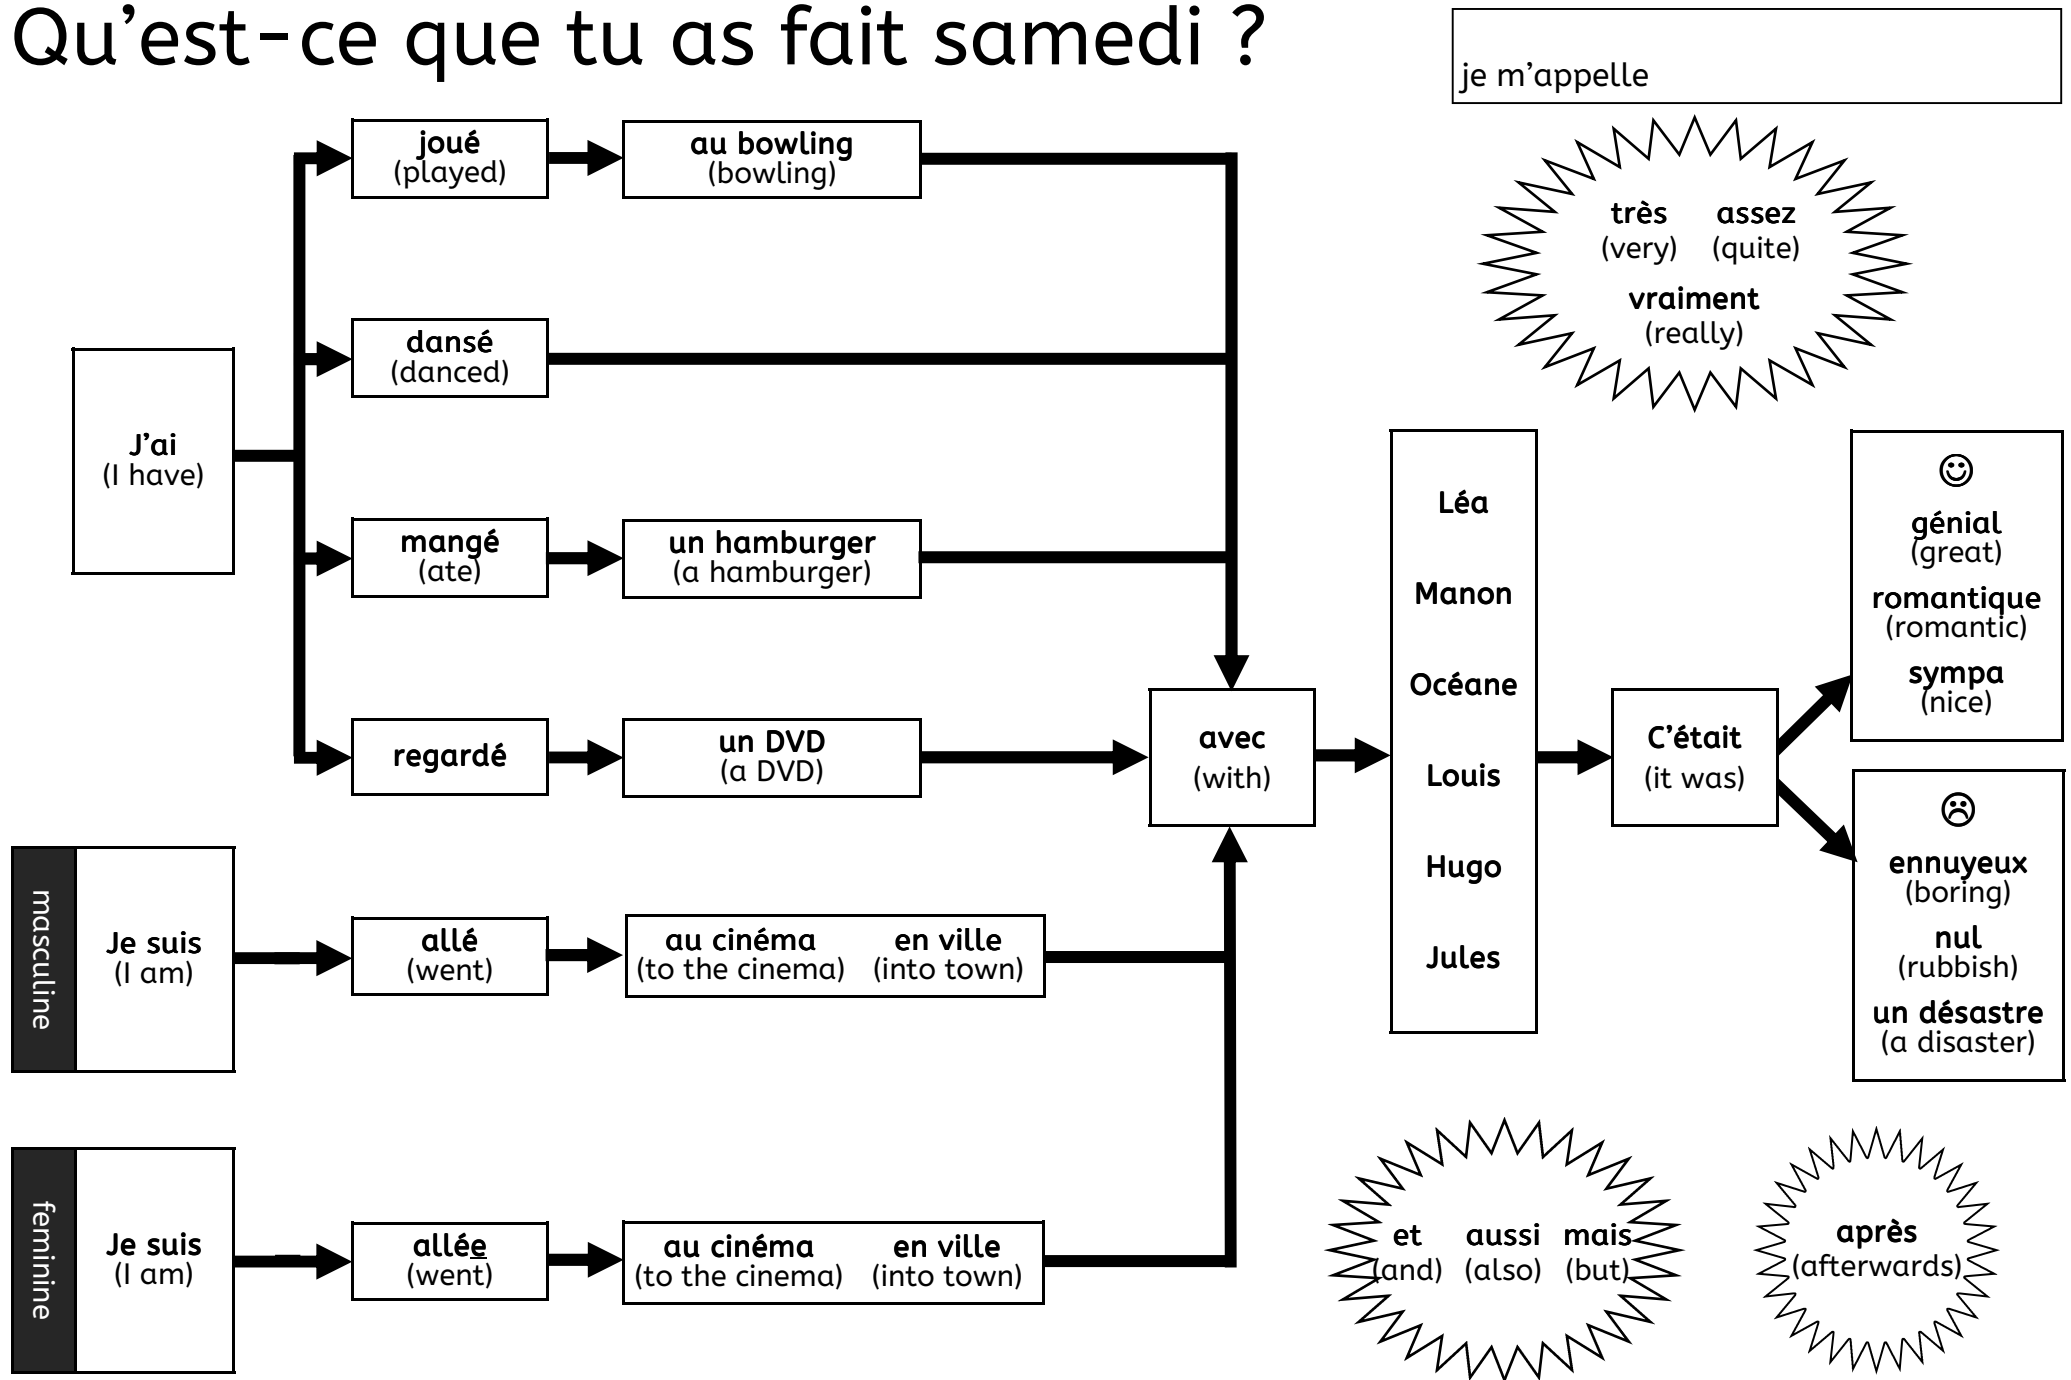 Qu’est-ce que tu as fait samedi ?
je m’appelle
joué
(played)
au bowling
(bowling)
très assez
(very) (quite)
vraiment
(really)
dansé
(danced)
J’ai
(I have)
mangé
(ate)
un hamburger
(a hamburger)
regardé
un DVD
(a DVD)
avec
(with)
Léa
Manon
Océane
Louis
Hugo
Jules
C’était
(it was)
☺
génial
(great)
romantique
(romantic)
sympa
(nice)
☹
ennuyeux
(boring)
nul
(rubbish)
un désastre
(a disaster)
masculine
Je suis
(I am)
allé
(went)
au cinéma en ville
(to the cinema) (into town)
feminine
Je suis
(I am)
allée
(went)
au cinéma en ville
(to the cinema) (into town)
et aussi mais
(and) (also) (but)
après
(afterwards)